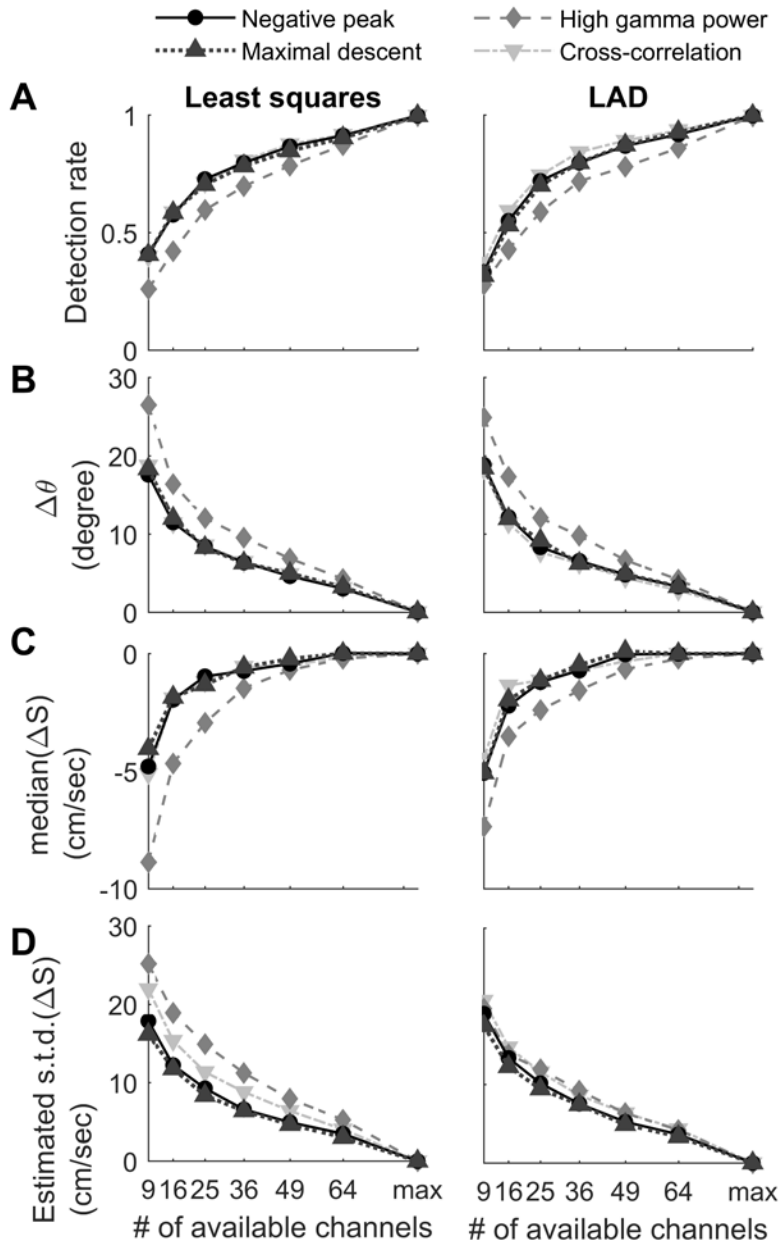 Negative peak
High gamma power
Maximal descent
Cross-correlation
A
Least squares
LAD
1
0.5
0
Detection rate
B
30
20
10
0
Δθ
(degree)
C
0
-5
-10
median(ΔS)
(cm/sec)
D
30
20
10
0
Estimated s.t.d.(ΔS)
(cm/sec)
9 16 25 36 49 64 max
9 16 25 36 49 64 max
# of available channels
# of available channels